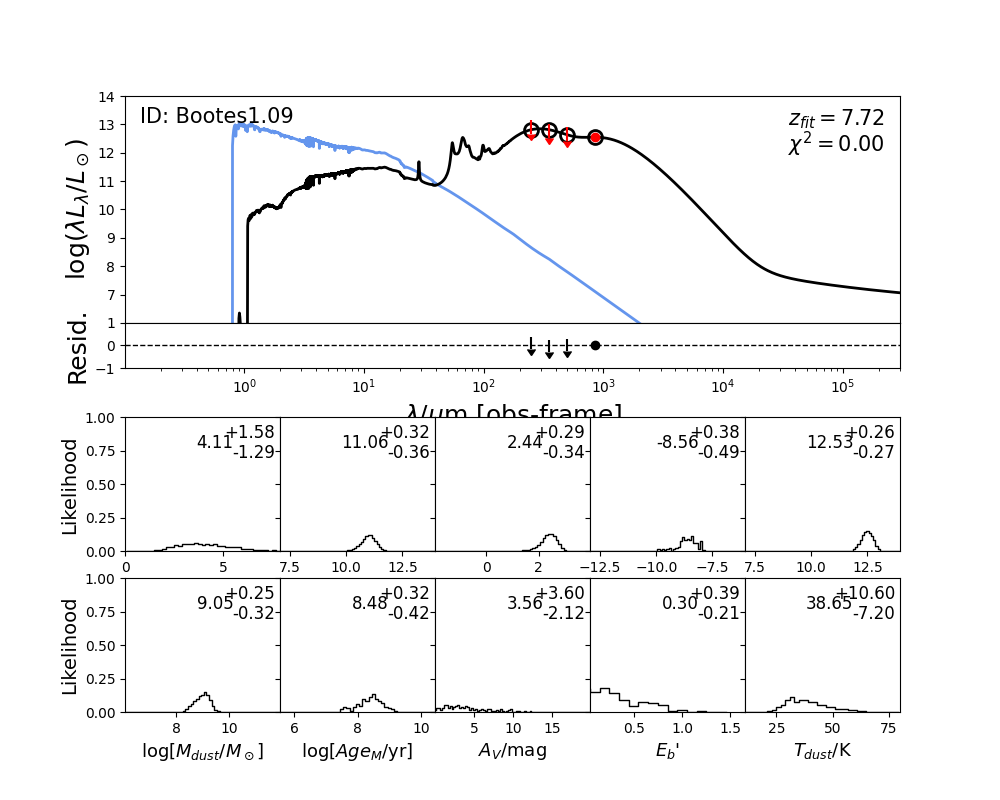 ID: Bootes1.09
z_fit = 7.72
χ² = 0.00
log(λL_λ/L_⊙)
14
13
12
11
10
9
8
7
1
0
−1
Resid.
10⁰ 10¹ 10² 10³ 10⁴ 10⁵
λ/μm [obs-frame]
Likelihood
1.00
0.75
0.50
0.25
0.00
4.11 +1.58 -1.29
11.06 +0.32 -0.36
2.44 +0.29 -0.34
-8.56 +0.38 -0.49
12.53 +0.26 -0.27
0 5 7.5 10.0 12.5 0 2 −12.5 −10.0 −7.5 7.5 10.0 12.5
Likelihood
1.00
0.75
0.50
0.25
0.00
9.05 +0.25 -0.32
8.48 +0.32 -0.42
3.56 +3.60 -2.12
0.30 +0.39 -0.21
38.65 +10.60 -7.20
8 10 6 8 10 5 10 15 0.5 1.0 1.5 25 50 75
log[M_dust/M_⊙] log[Age_M/yr] A_V/mag E_b' T_dust/K